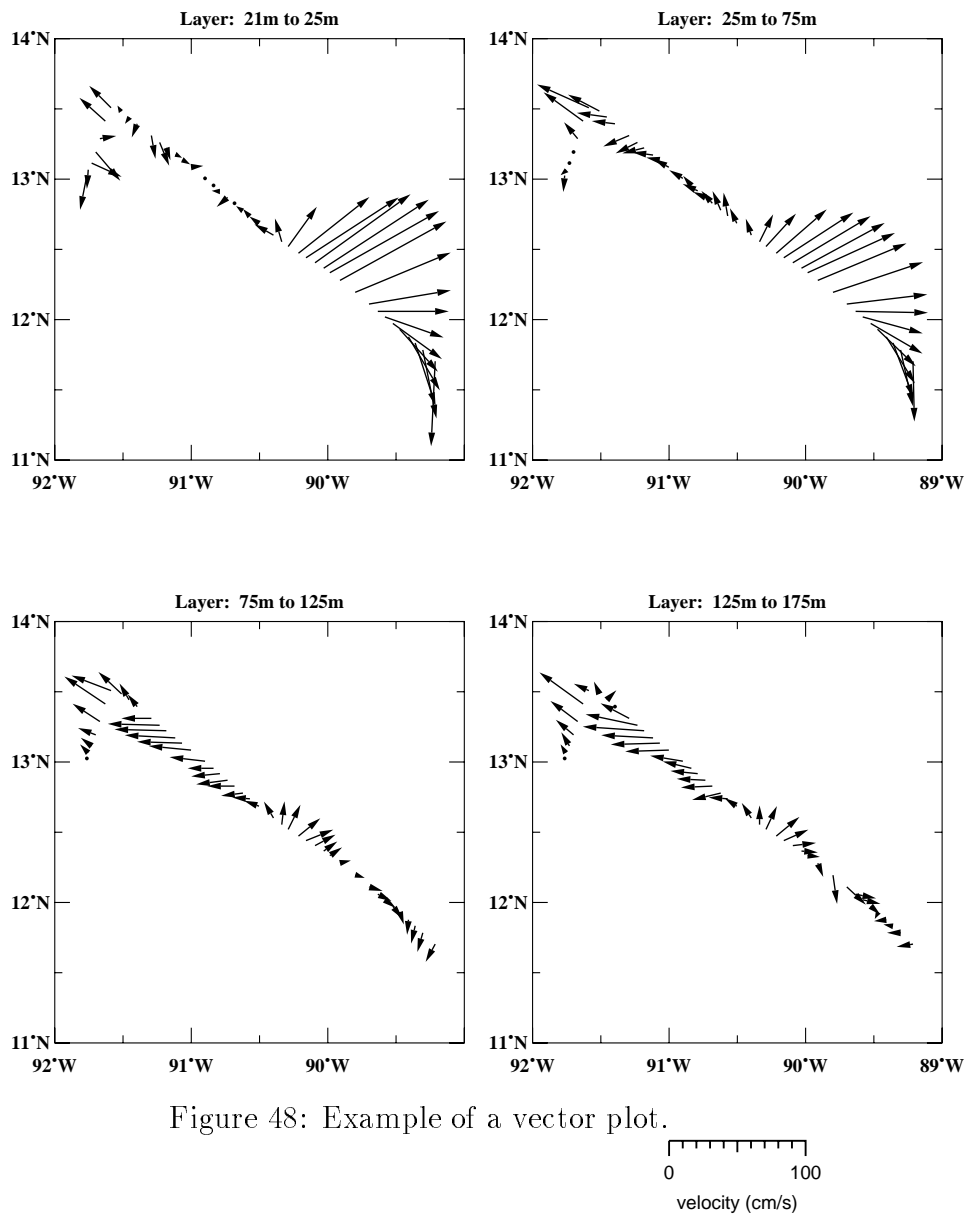 Layer: 21m to 25m
Layer: 25m to 75m
14°N
13°N
12°N
11°N
92°W 91°W 90°W
14°N
13°N
12°N
11°N
92°W 91°W 90°W 89°W
Layer: 75m to 125m
Layer: 125m to 175m
14°N
13°N
12°N
11°N
92°W 91°W 90°W
14°N
13°N
12°N
11°N
92°W 91°W 90°W 89°W
Figure 48: Example of a vector plot.
0 100
velocity (cm/s)